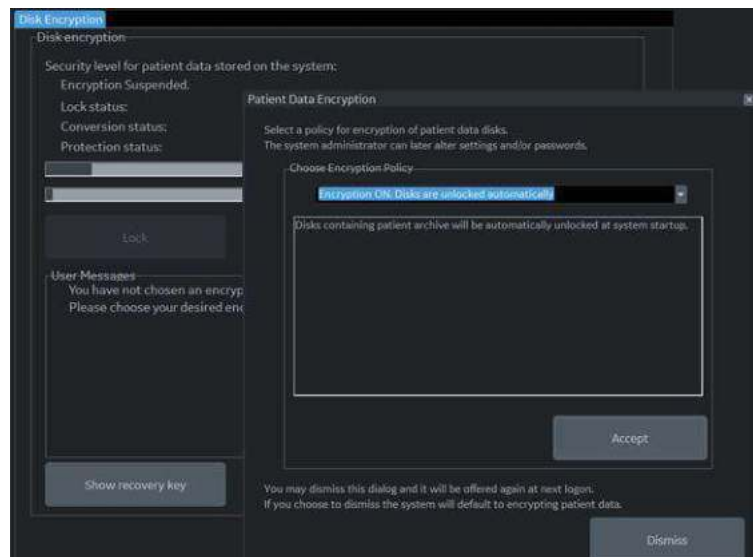 Disk Encryption
Disk encryption
Security level for patient data stored on the system:
Encryption Suspended.
Lock status:
Conversion status:
Protection status:
Lock
User Messages
You have not chosen an encryp
Please choose your desired en
Show recovery key
Patient Data Encryption
Select a policy for encryption of patient data disks.
The system administrator can later alter settings and/or passwords.
Choose Encryption Policy
Encryption ON. Disks are unlocked automatically
Disks containing patient archive will be automatically unlocked at system startup.
Accept
You may dismiss this dialog and it will be offered again at next logon.
If you choose to dismiss the system will default to encrypting patient data.
Dismiss